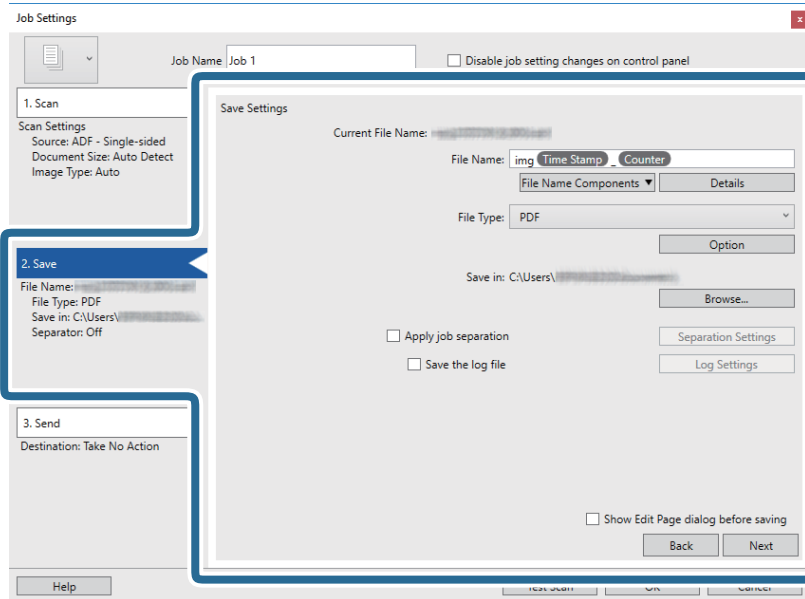 Job Settings
x
Job Name Job 1
Disable job setting changes on control panel
1. Scan
Scan Settings
Source: ADF - Single-sided
Document Size: Auto Detect
Image Type: Auto
2. Save
File Name:
File Type: PDF
Save in: C:\Users\
Separator: Off
3. Send
Destination: Take No Action
Save Settings
Current File Name:
File Name: img Time Stamp _ Counter
File Name Components ▼ Details
File Type: PDF
Option
Save in: C:\Users\
Browse...
Apply job separation Separation Settings
Save the log file Log Settings
Show Edit Page dialog before saving
Back Next
Help Test Scan OK Cancel